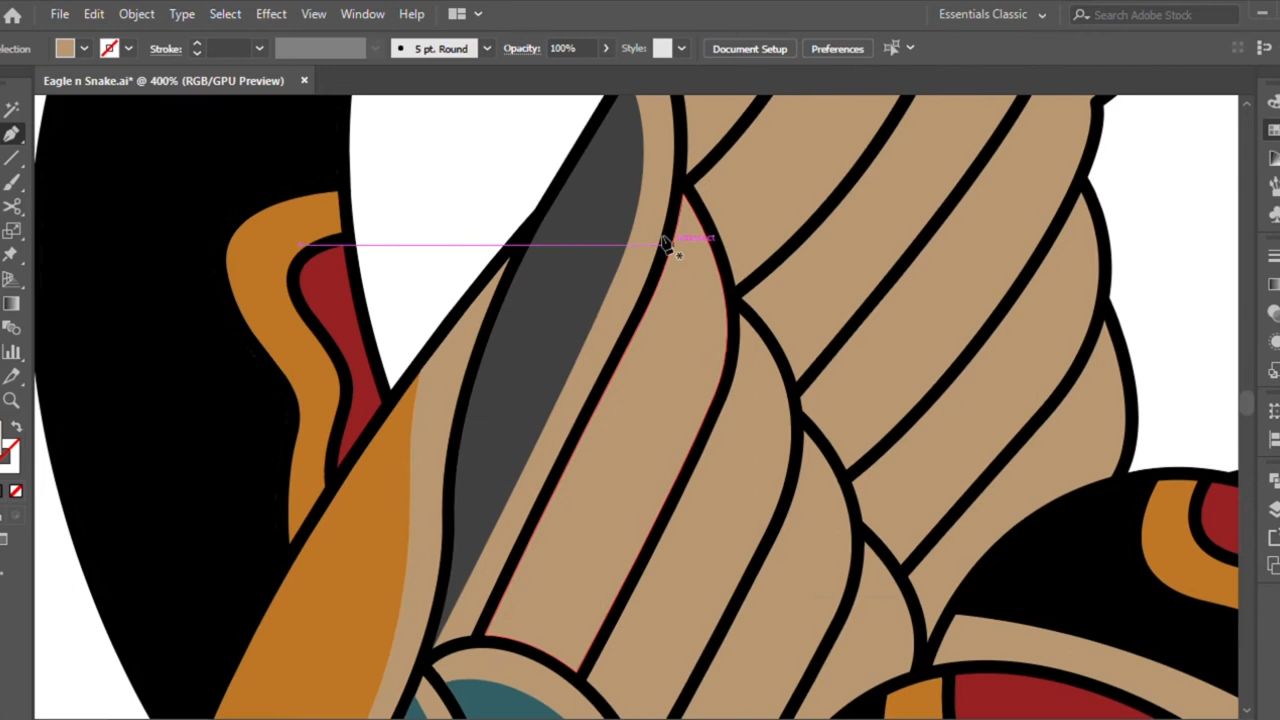 File Edit Object Type Select Effect View Window Help Essentials Classic Search Adobe Stock
election Stroke: 5 pt. Round Opacity: 100% Style: Document Setup Preferences
Eagle n Snake.ai* @ 400% (RGB/GPU Preview) ×